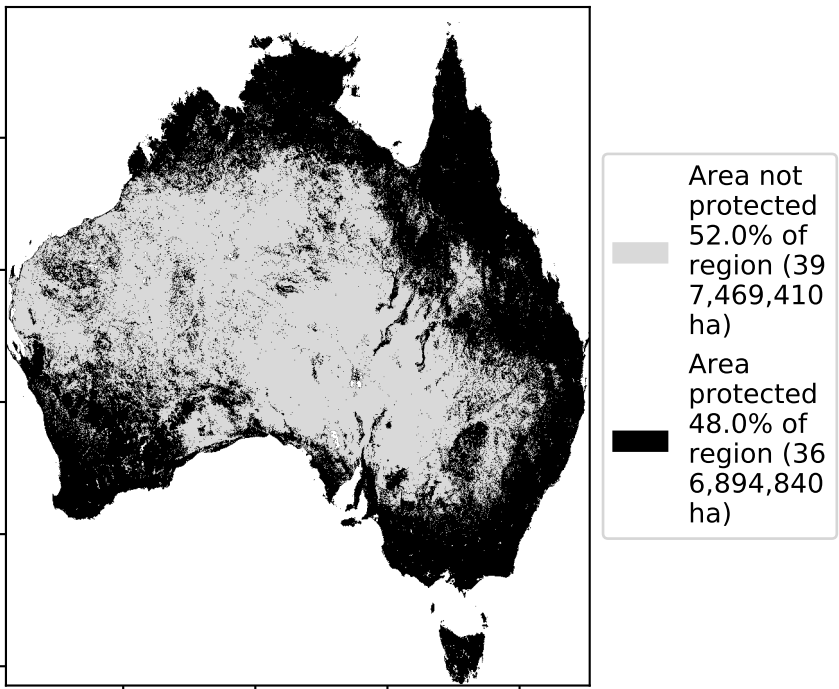 Area not
protected
52.0% of
region (39
7,469,410
ha)
Area
protected
48.0% of
region (36
6,894,840
ha)